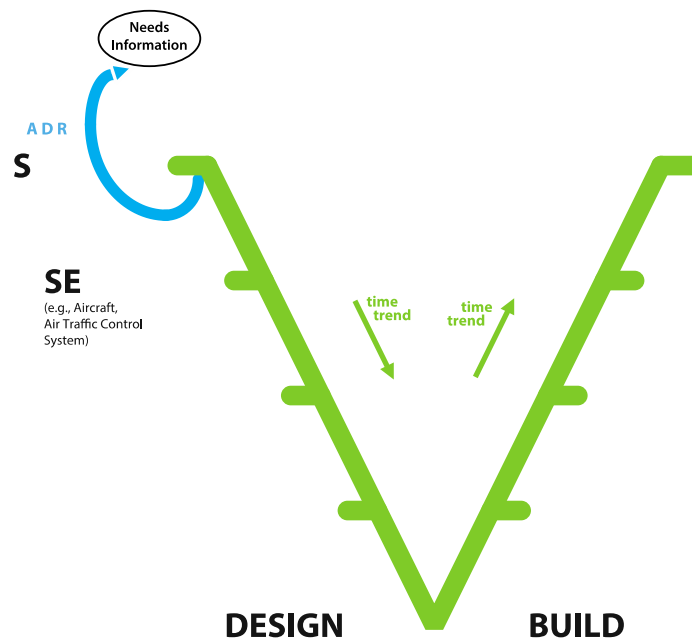 Needs
Information
ADR
S
SE
(e.g., Aircraft,
Air Traffic Control
System)
time
trend
time
trend
DESIGN
BUILD